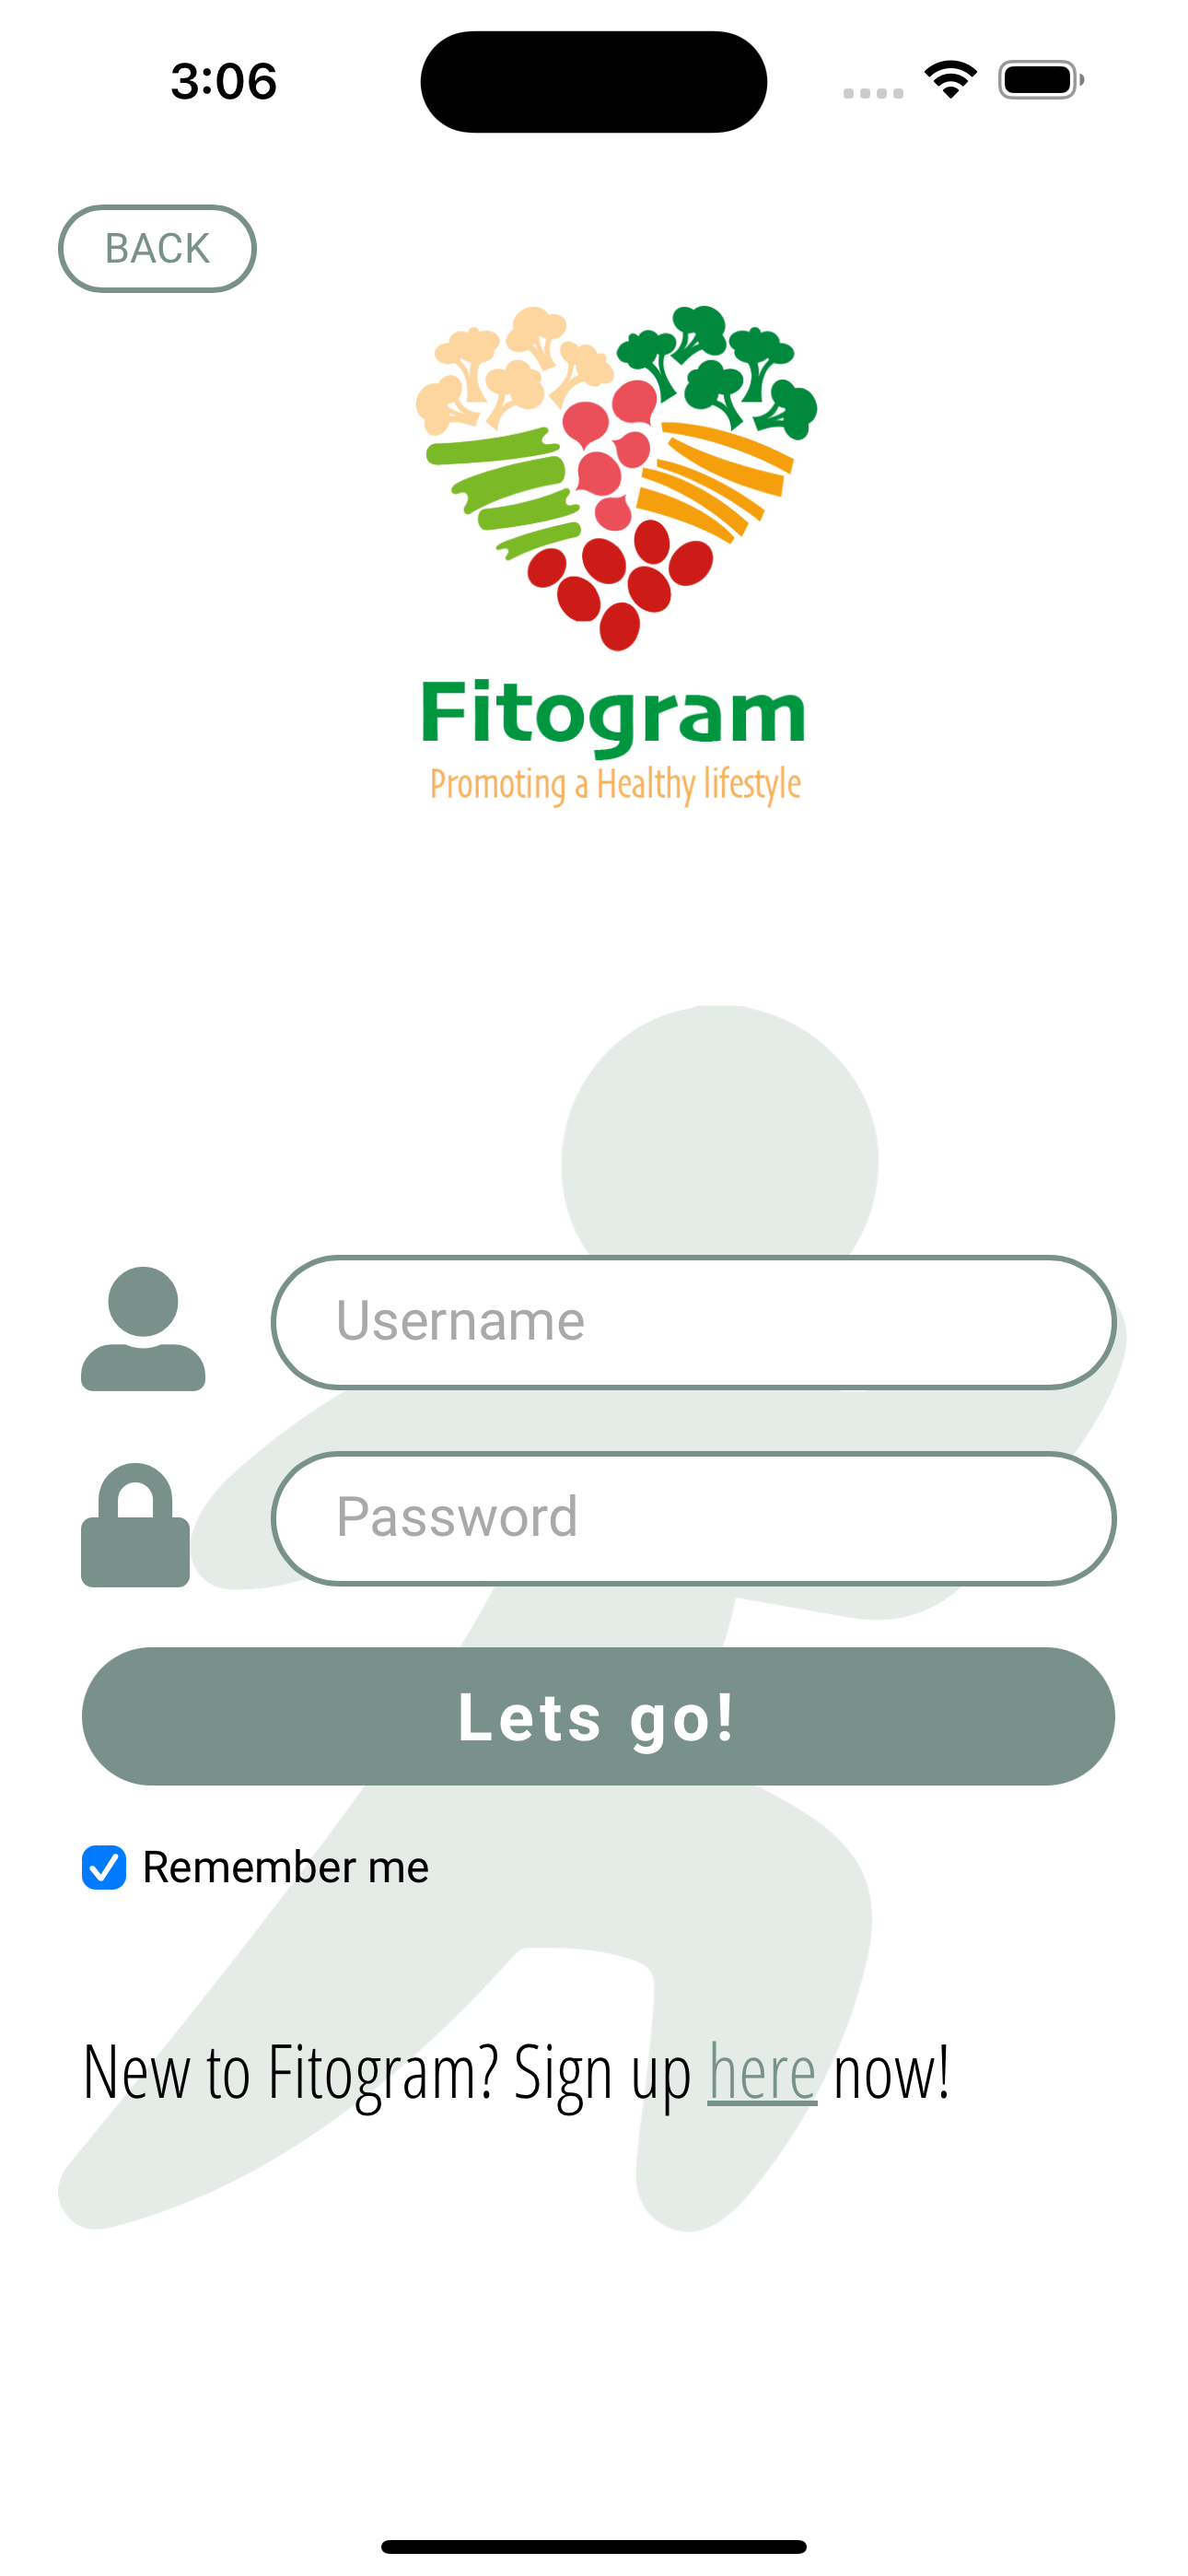 3:06
BACK
Fitogram
Promoting a Healthy lifestyle
Username
Password
Lets go!
Remember me
New to Fitogram? Sign up here now!